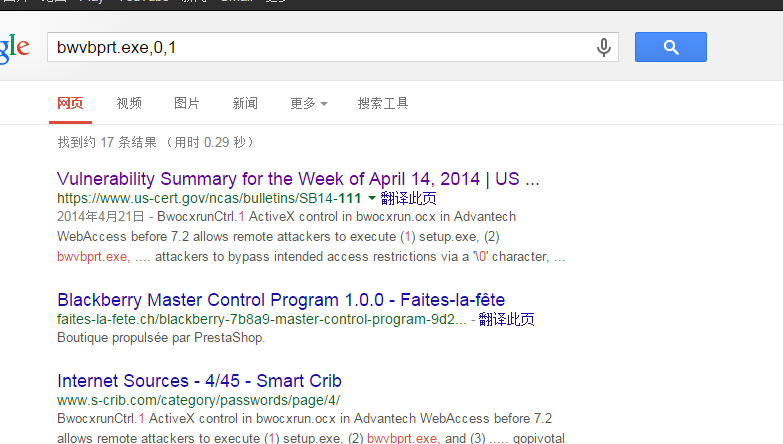 gle bwvbprt.exe,0,1
网页 视频 图片 新闻 更多 搜索工具
找到约 17 条结果 （用时 0.29 秒）
Vulnerability Summary for the Week of April 14, 2014 | US ...
https://www.us-cert.gov/ncas/bulletins/SB14-111 翻译此页
2014年4月21日 - BwocxrunCtrl.1 ActiveX control in bwocxrun.ocx in Advantech
WebAccess before 7.2 allows remote attackers to execute (1) setup.exe, (2)
bwvbprt.exe, .... attackers to bypass intended access restrictions via a '\0' character, ...
Blackberry Master Control Program 1.0.0 - Faites-la-fête
faites-la-fete.ch/blackberry-7b8a9-master-control-program-9d2... - 翻译此页
Boutique propulsée par PrestaShop.
Internet Sources - 4/45 - Smart Crib
www.s-crib.com/category/passwords/page/4/
BwocxrunCtrl.1 ActiveX control in bwocxrun.ocx in Advantech WebAccess before 7.2
allows remote attackers to execute (1) setup.exe, (2) bwvbprt.exe, and (3) ..... gopivotal